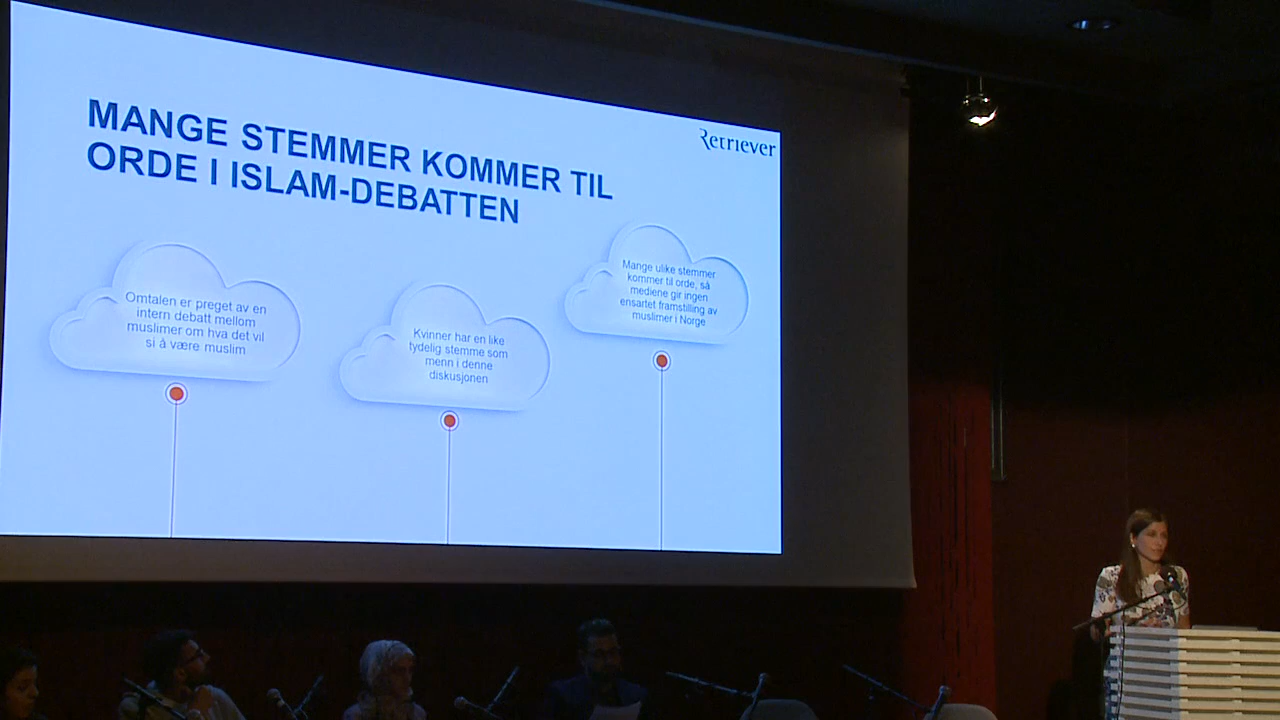 MANGE STEMMER KOMMER TIL
ORDE I ISLAM-DEBATTEN
Retriever
Omtalen er preget av en
intern debatt mellom
muslimer om hva det vil
si å være muslim
Kvinner har en like
tydelig stemme som
menn i denne
diskusjonen
Mange ulike stemmer
kommer til orde, så
mediene gir ingen
ensartet framstilling av
muslimer i Norge